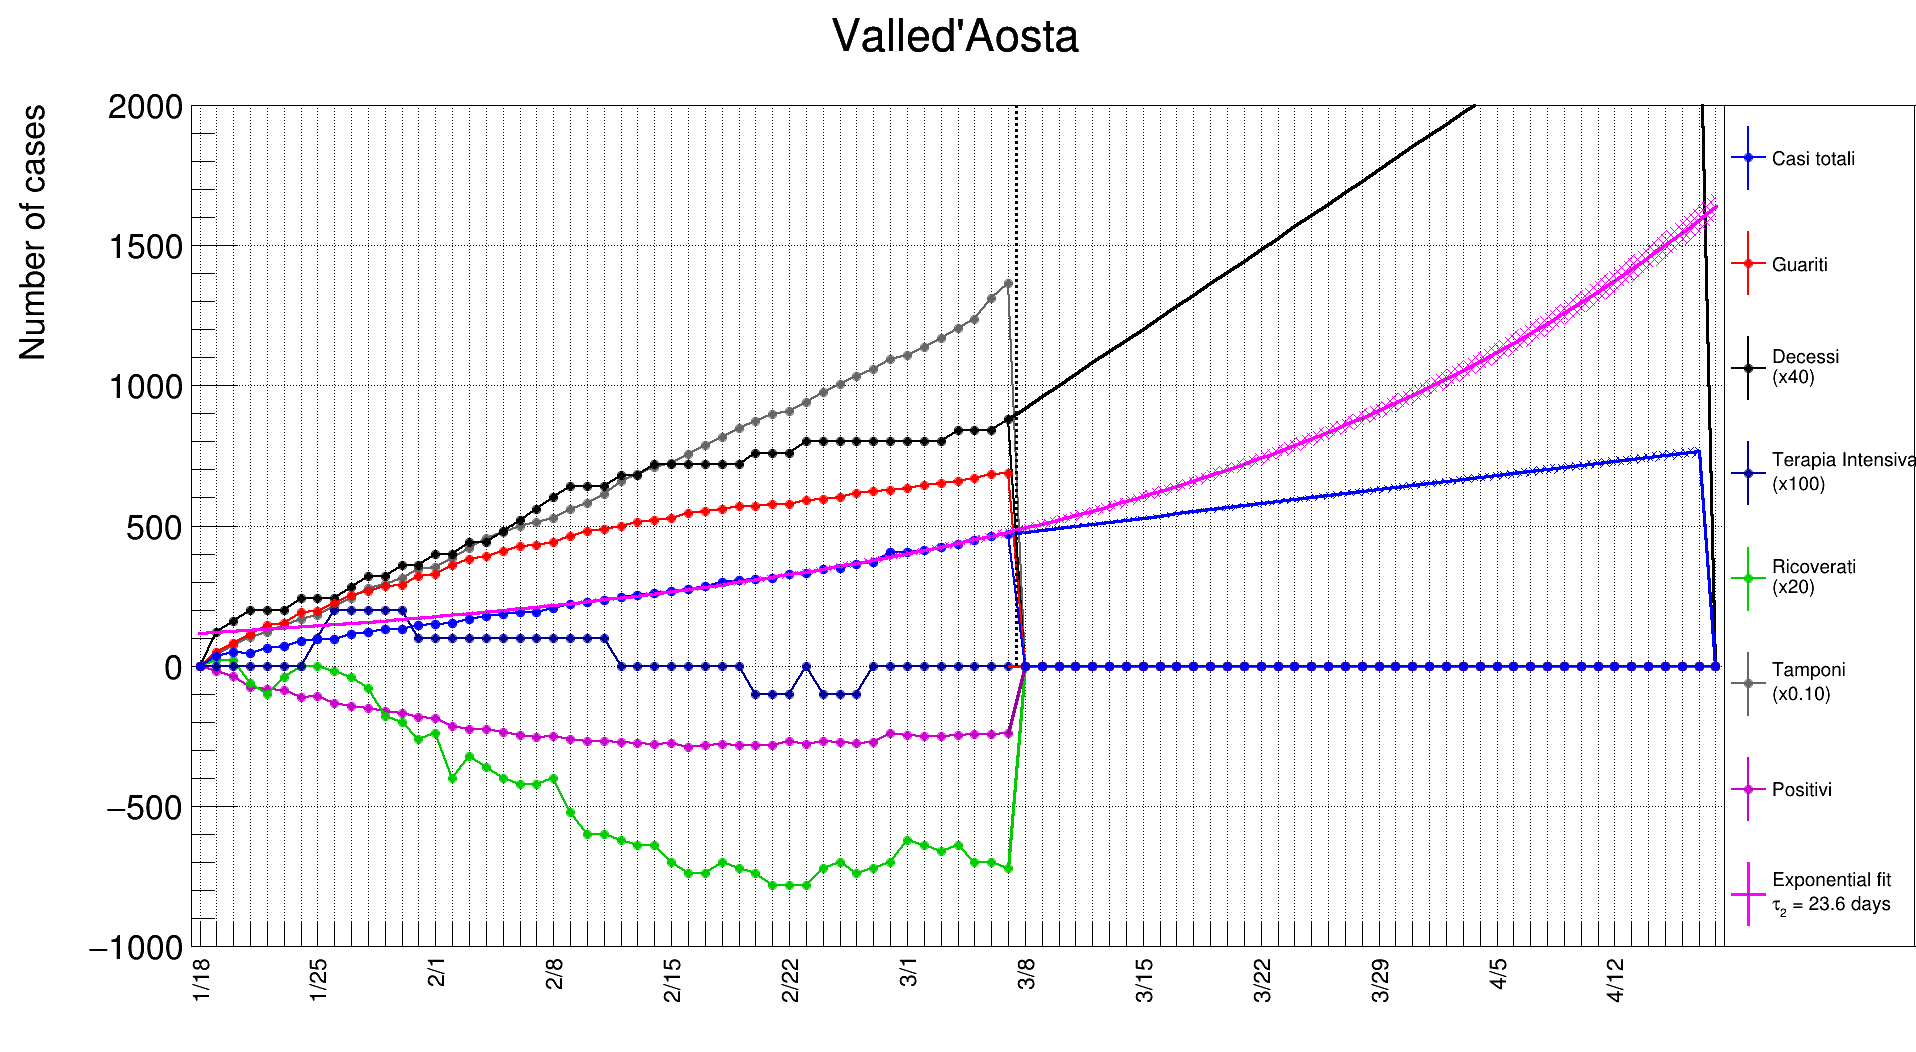 Valled'Aosta
Number of cases
2000
1500
1000
500
0
−500
−1000
1/18
1/25
2/1
2/8
2/15
2/22
3/1
3/8
3/15
3/22
3/29
4/5
4/12
Casi totali
Guariti
Decessi
(x40)
Terapia Intensiva
(x100)
Ricoverati
(x20)
Tamponi
(x0.10)
Positivi
Exponential fit
τ2 = 23.6 days